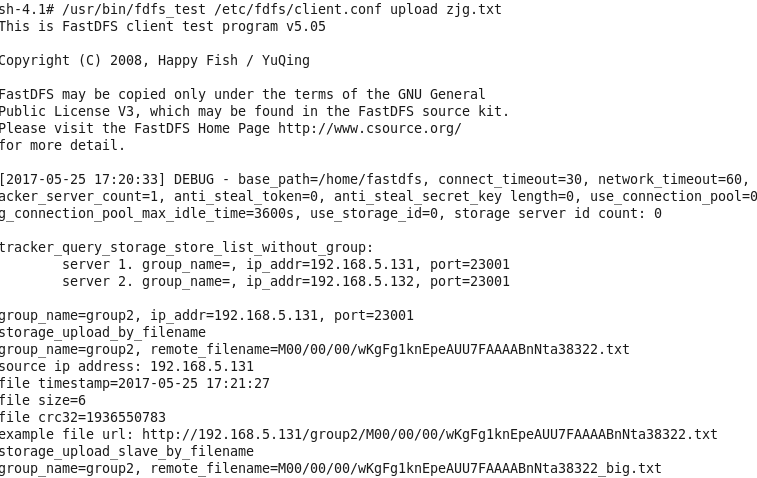 sh-4.1# /usr/bin/fdfs_test /etc/fdfs/client.conf upload zjg.txt
This is FastDFS client test program v5.05
Copyright (C) 2008, Happy Fish / YuQing
FastDFS may be copied only under the terms of the GNU General
Public License V3, which may be found in the FastDFS source kit.
Please visit the FastDFS Home Page http://www.csource.org/
for more detail.
[2017-05-25 17:20:33] DEBUG - base_path=/home/fastdfs, connect_timeout=30, network_timeout=60,
acker_server_count=1, anti_steal_token=0, anti_steal_secret_key length=0, use_connection_pool=0
g_connection_pool_max_idle_time=3600s, use_storage_id=0, storage server id count: 0
tracker_query_storage_store_list_without_group:
server 1. group_name=, ip_addr=192.168.5.131, port=23001
server 2. group_name=, ip_addr=192.168.5.132, port=23001
group_name=group2, ip_addr=192.168.5.131, port=23001
storage_upload_by_filename
group_name=group2, remote_filename=M00/00/00/wKgFg1knEpeAUU7FAAAABnNta38322.txt
source ip address: 192.168.5.131
file timestamp=2017-05-25 17:21:27
file size=6
file crc32=1936550783
example file url: http://192.168.5.131/group2/M00/00/00/wKgFg1knEpeAUU7FAAAABnNta38322.txt
storage_upload_slave_by_filename
group_name=group2, remote_filename=M00/00/00/wKgFg1knEpeAUU7FAAAABnNta38322_big.txt